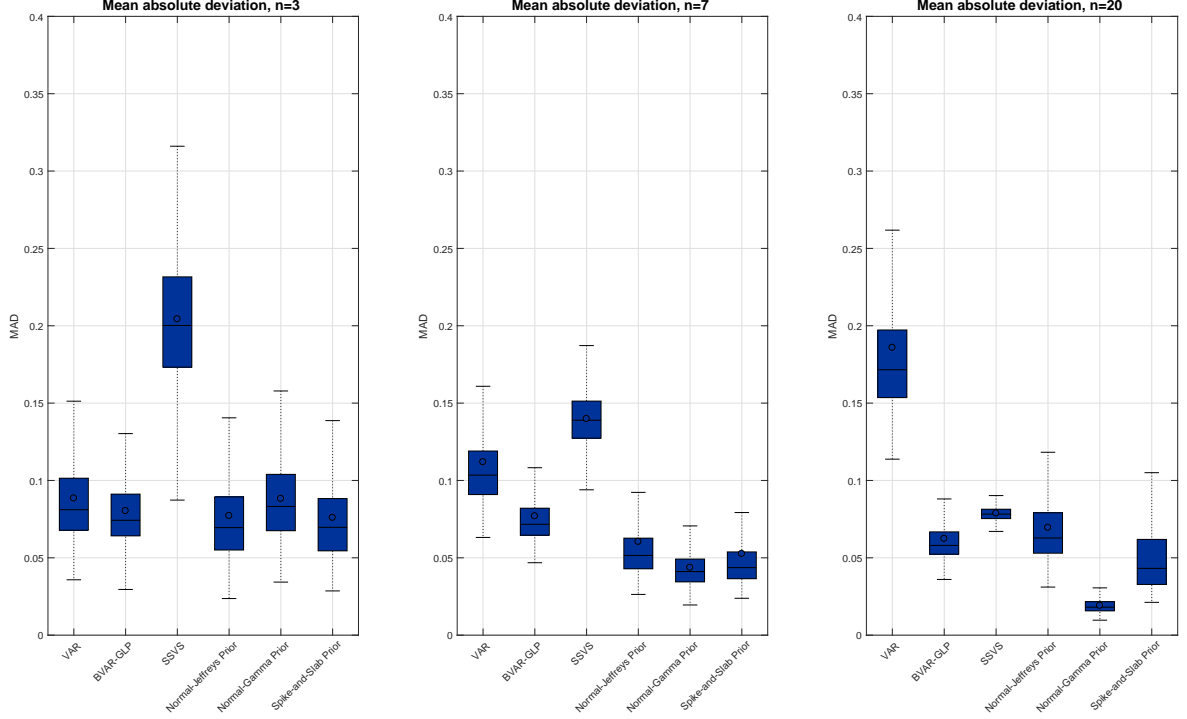 Mean absolute deviation, n=3
0.4
0.35
0.3
0.25
0.2
0.15
0.1
0.05
0
MAD
VAR
BVAR-GLP
SSVS
Normal-Jeffreys Prior
Normal-Gamma Prior
Spike-and-Slab Prior
Mean absolute deviation, n=7
0.4
0.35
0.3
0.25
0.2
0.15
0.1
0.05
0
MAD
VAR
BVAR-GLP
SSVS
Normal-Jeffreys Prior
Normal-Gamma Prior
Spike-and-Slab Prior
Mean absolute deviation, n=20
0.4
0.35
0.3
0.25
0.2
0.15
0.1
0.05
0
MAD
VAR
BVAR-GLP
SSVS
Normal-Jeffreys Prior
Normal-Gamma Prior
Spike-and-Slab Prior